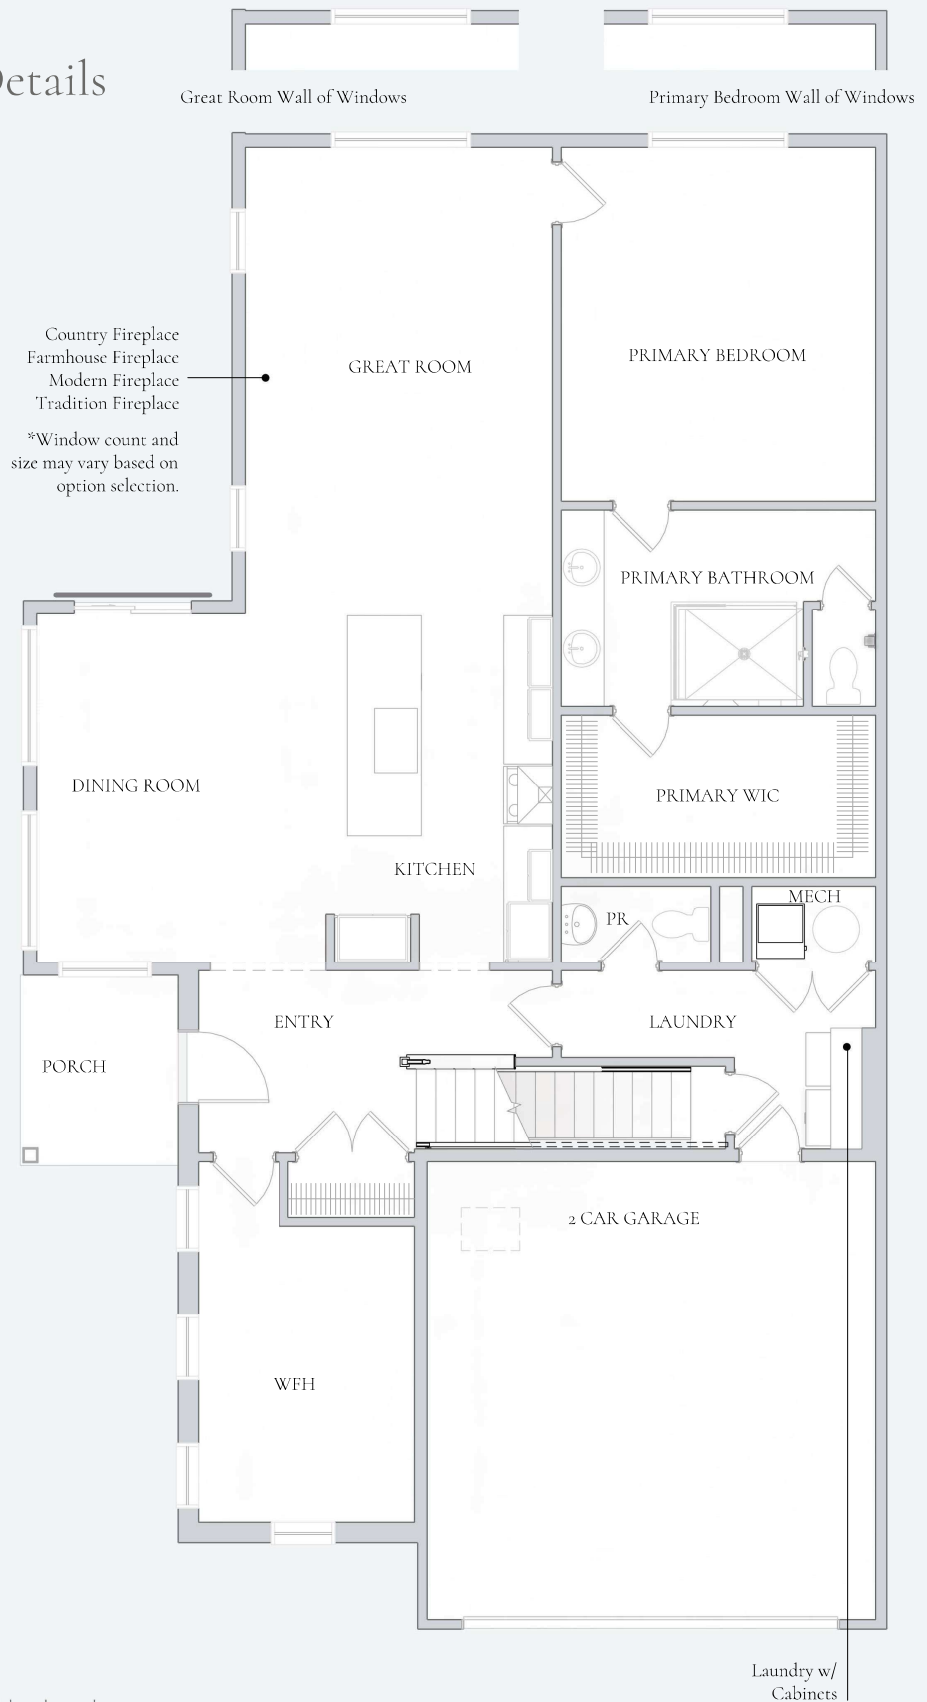 Details
Great Room Wall of Windows
Primary Bedroom Wall of Windows
Country Fireplace
Farmhouse Fireplace
Modern Fireplace
Tradition Fireplace
*Window count and
size may vary based on
option selection.
GREAT ROOM
PRIMARY BEDROOM
PRIMARY BATHROOM
DINING ROOM
PRIMARY WIC
KITCHEN
MECH
PR
ENTRY
LAUNDRY
PORCH
2 CAR GARAGE
WFH
Laundry w/
Cabinets